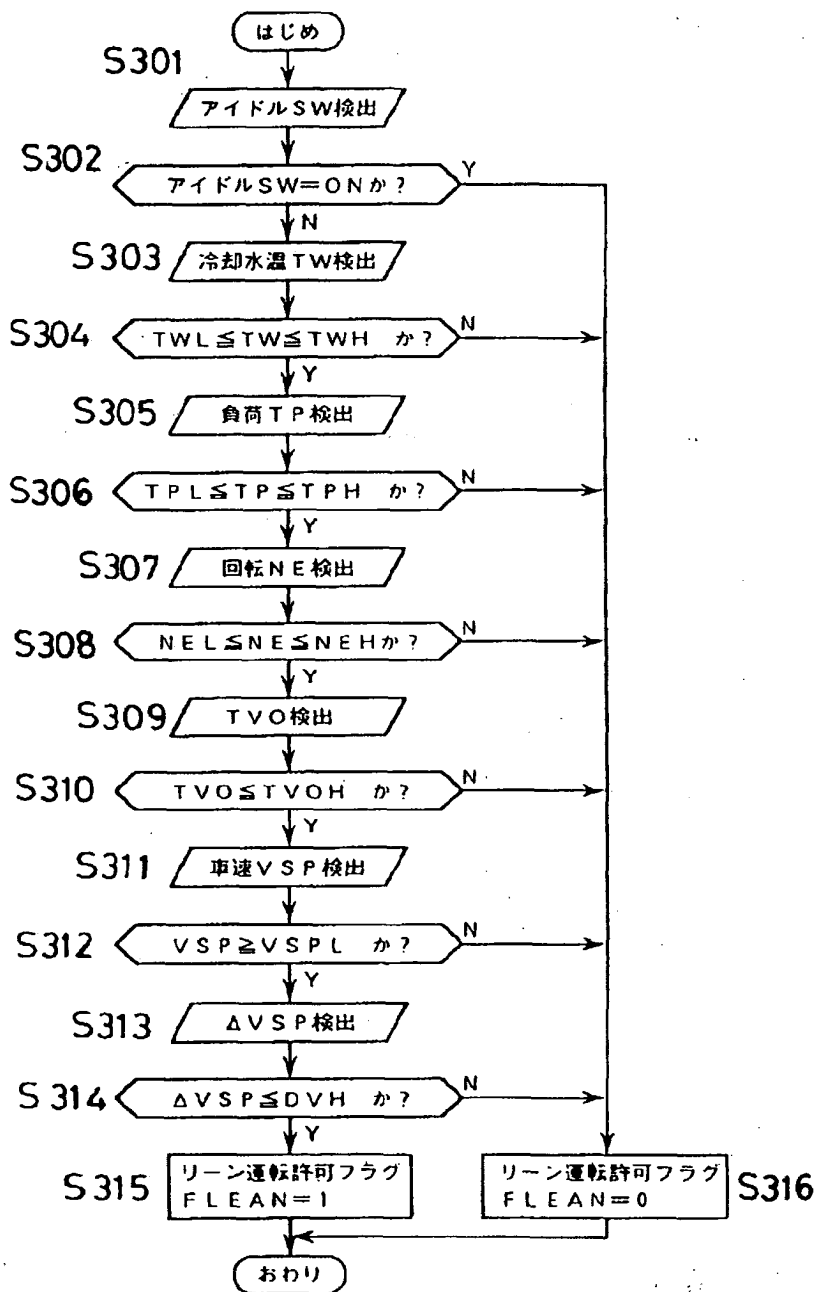 はじめ
S301
アイドルSW検出
S302
アイドルSW=ONか?
Y
N
S303
冷却水温TW検出
S304
TWL≦TW≦TWH か?
N
Y
S305
負荷TP検出
S306
TPL≦TP≦TPH か?
N
Y
S307
回転NE検出
S308
NEL≦NE≦NEHか?
N
Y
S309
TVO検出
S310
TVO≦TVOH か?
N
Y
S311
車速VSP検出
S312
VSP≧VSPL か?
N
Y
S313
ΔVSP検出
S314
ΔVSP≦DVH か?
N
Y
S315
リーン運転許可フラグ
FLEAN=1
リーン運転許可フラグ
FLEAN=0
S316
おわり